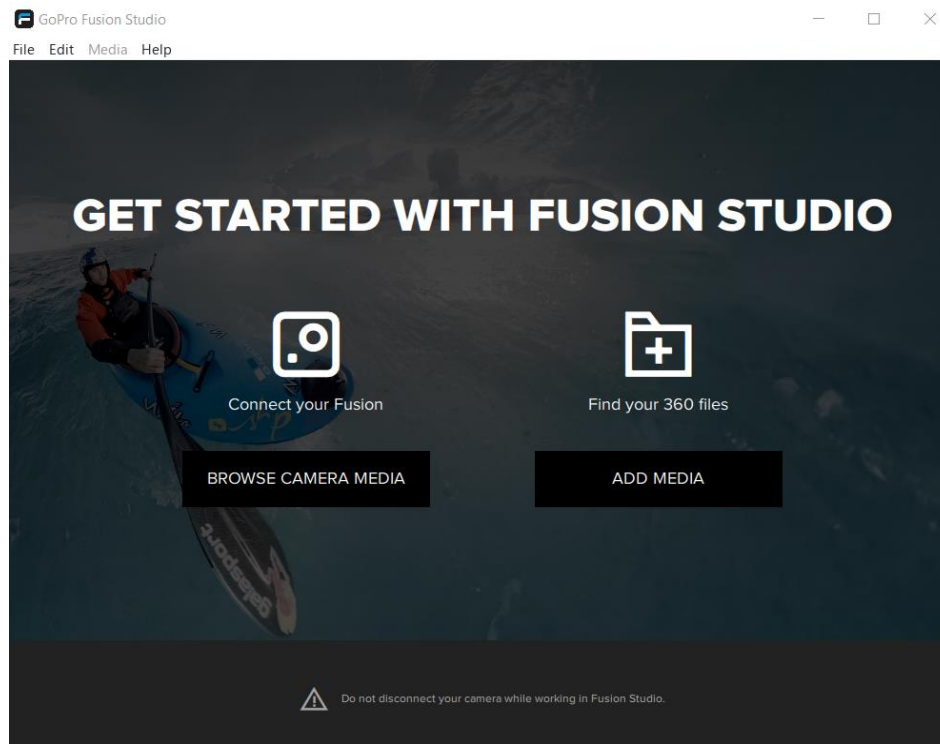 GoPro Fusion Studio
File Edit Media Help
GET STARTED WITH FUSION STUDIO
Connect your Fusion
Find your 360 files
BROWSE CAMERA MEDIA
ADD MEDIA
galasport
Do not disconnect your camera while working in Fusion Studio.